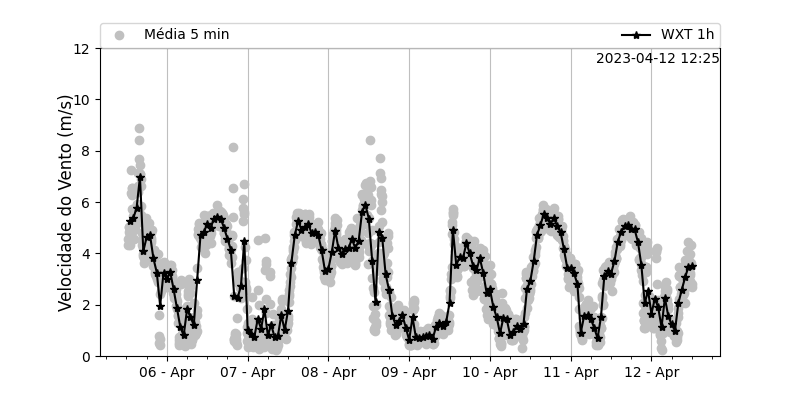 Média 5 min
WXT 1h
2023-04-12 12:25
Velocidade do Vento (m/s)
12
10
8
6
4
2
0
06 - Apr
07 - Apr
08 - Apr
09 - Apr
10 - Apr
11 - Apr
12 - Apr